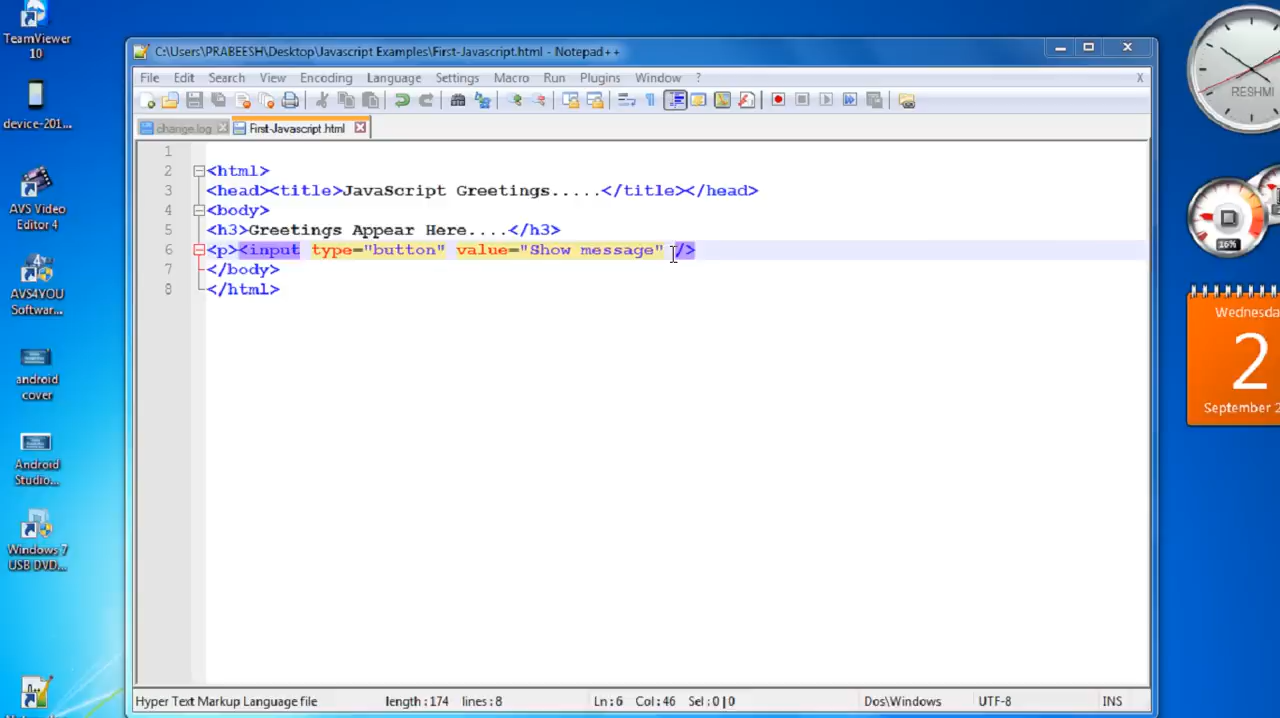 TeamViewer
10
device-201...
AVS Video
Editor 4
AVS4YOU
Softwar...
android
cover
Android
Studio...
Windows 7
USB DVD...
C:\Users\PRABEESH\Desktop\Javascript Examples\First-Javascript.html - Notepad++
File Edit Search View Encoding Language Settings Macro Run Plugins Window ? X
change.log First-Javascript.html
1
2 <html>
3 <head><title>JavaScript Greetings.....</title></head>
4 <body>
5 <h3>Greetings Appear Here....</h3>
6 <p><input type="button" value="Show message" />
7 </body>
8 </html>
Hyper Text Markup Language file length : 174 lines : 8 Ln : 6 Col : 46 Sel : 0 | 0 Dos\Windows UTF-8 INS
RESHMI
16%
Wednesda
2
September 2